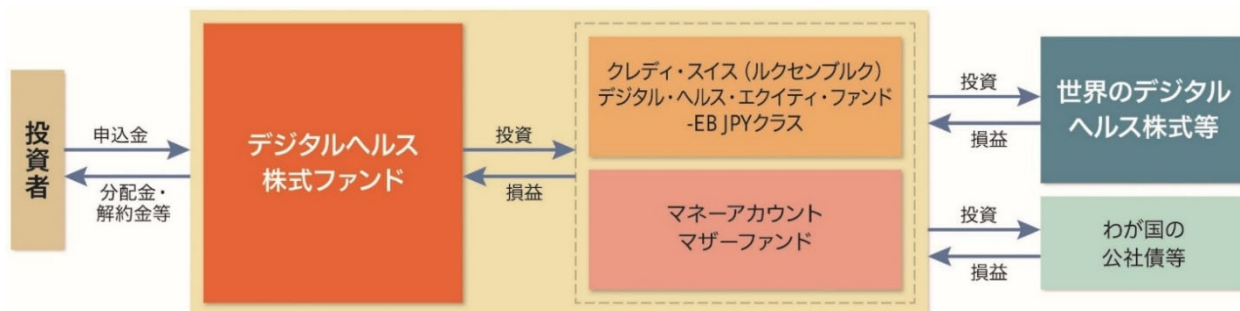 投資者
申込金
分配金・
解約金等
デジタルヘルス
株式ファンド
投資
損益
クレディ・スイス（ルクセンブルク）
デジタル・ヘルス・エクイティ・ファンド
-EB JPYクラス
マネーアカウント
マザーファンド
投資
損益
世界のデジタル
ヘルス株式等
投資
損益
わが国の
公社債等